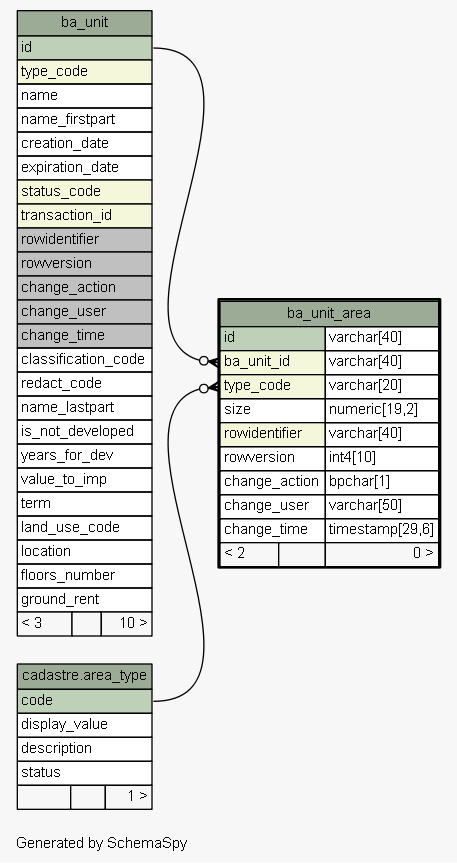 ba_unit
id
type_code
name
name_firstpart
creation_date
expiration_date
status_code
transaction_id
rowidentifier
rowversion
change_action
change_user
change_time
classification_code
redact_code
name_lastpart
is_not_developed
years_for_dev
value_to_imp
term
land_use_code
location
floors_number
ground_rent
< 3 10 >
ba_unit_area
id varchar[40]
ba_unit_id varchar[40]
type_code varchar[20]
size numeric[19,2]
rowidentifier varchar[40]
rowversion int4[10]
change_action bpchar[1]
change_user varchar[50]
change_time timestamp[29,6]
< 2 0 >
cadastre.area_type
code
display_value
description
status
1 >
Generated by SchemaSpy